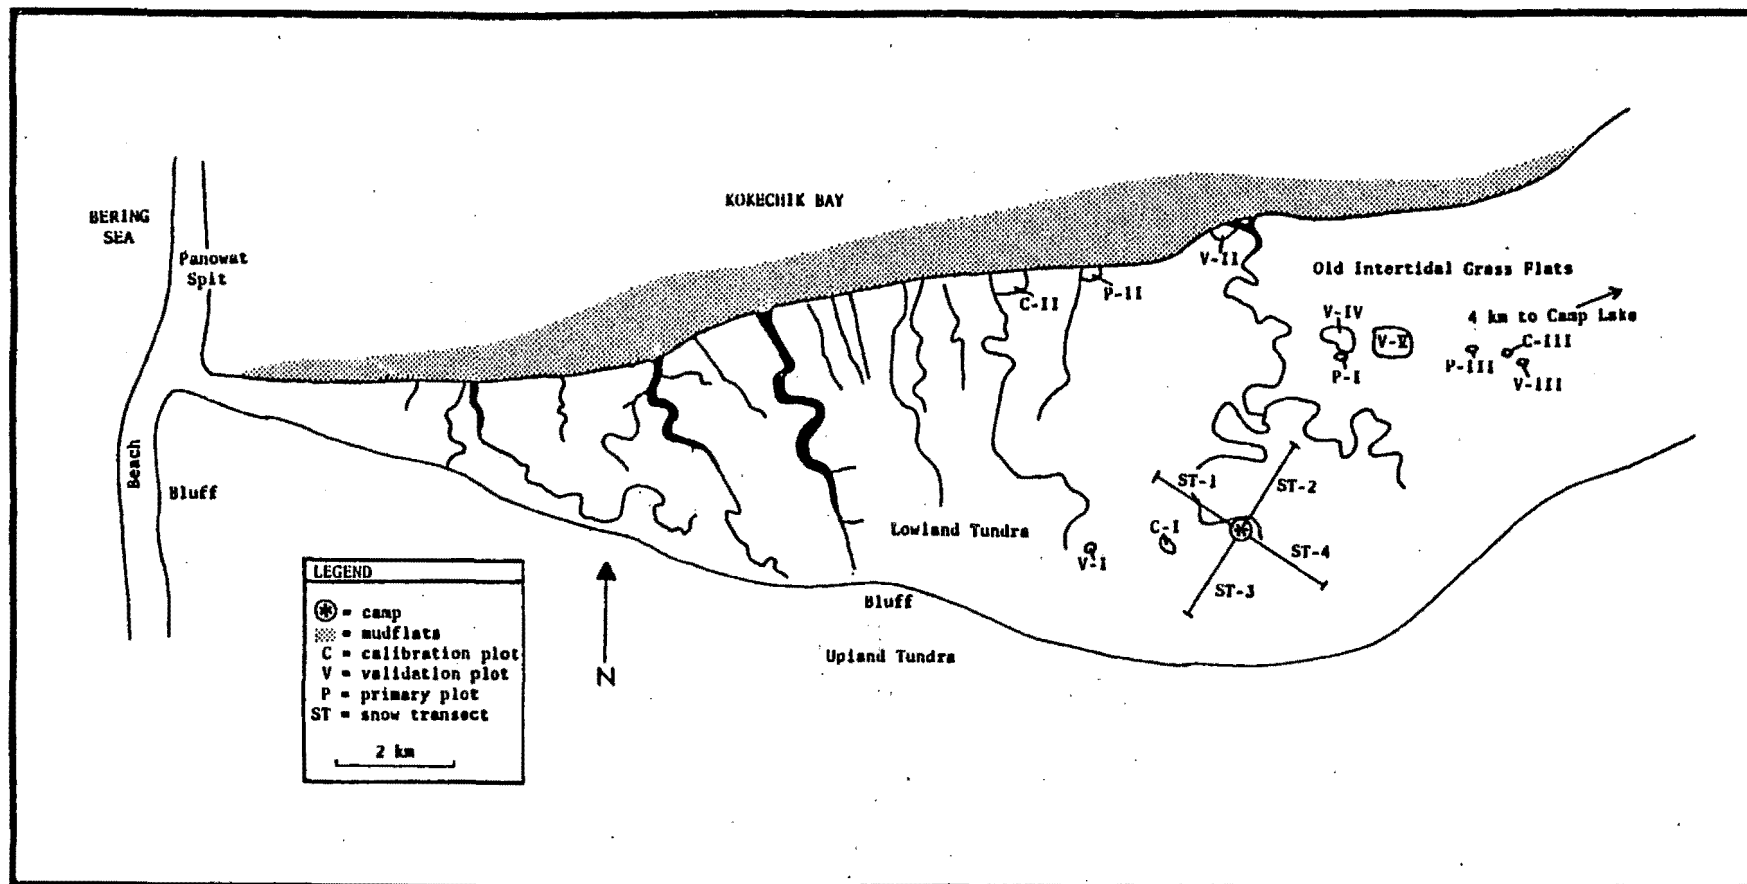 KOKECHIK BAY
BERING
SEA
Panowat
Spit
V-II
Old Intertidal Grass Flats
C-II
P-II
V-IV
4 km to Camp Lake
V-V
C-III
P-III
P-I
V-III
Beach
Bluff
ST-1
ST-2
Lowland Tundra
C-I
V-I
ST-4
ST-3
Bluff
Upland Tundra
N
LEGEND
= camp
= mudflats
C = calibration plot
V = validation plot
P = primary plot
ST = snow transect
2 km